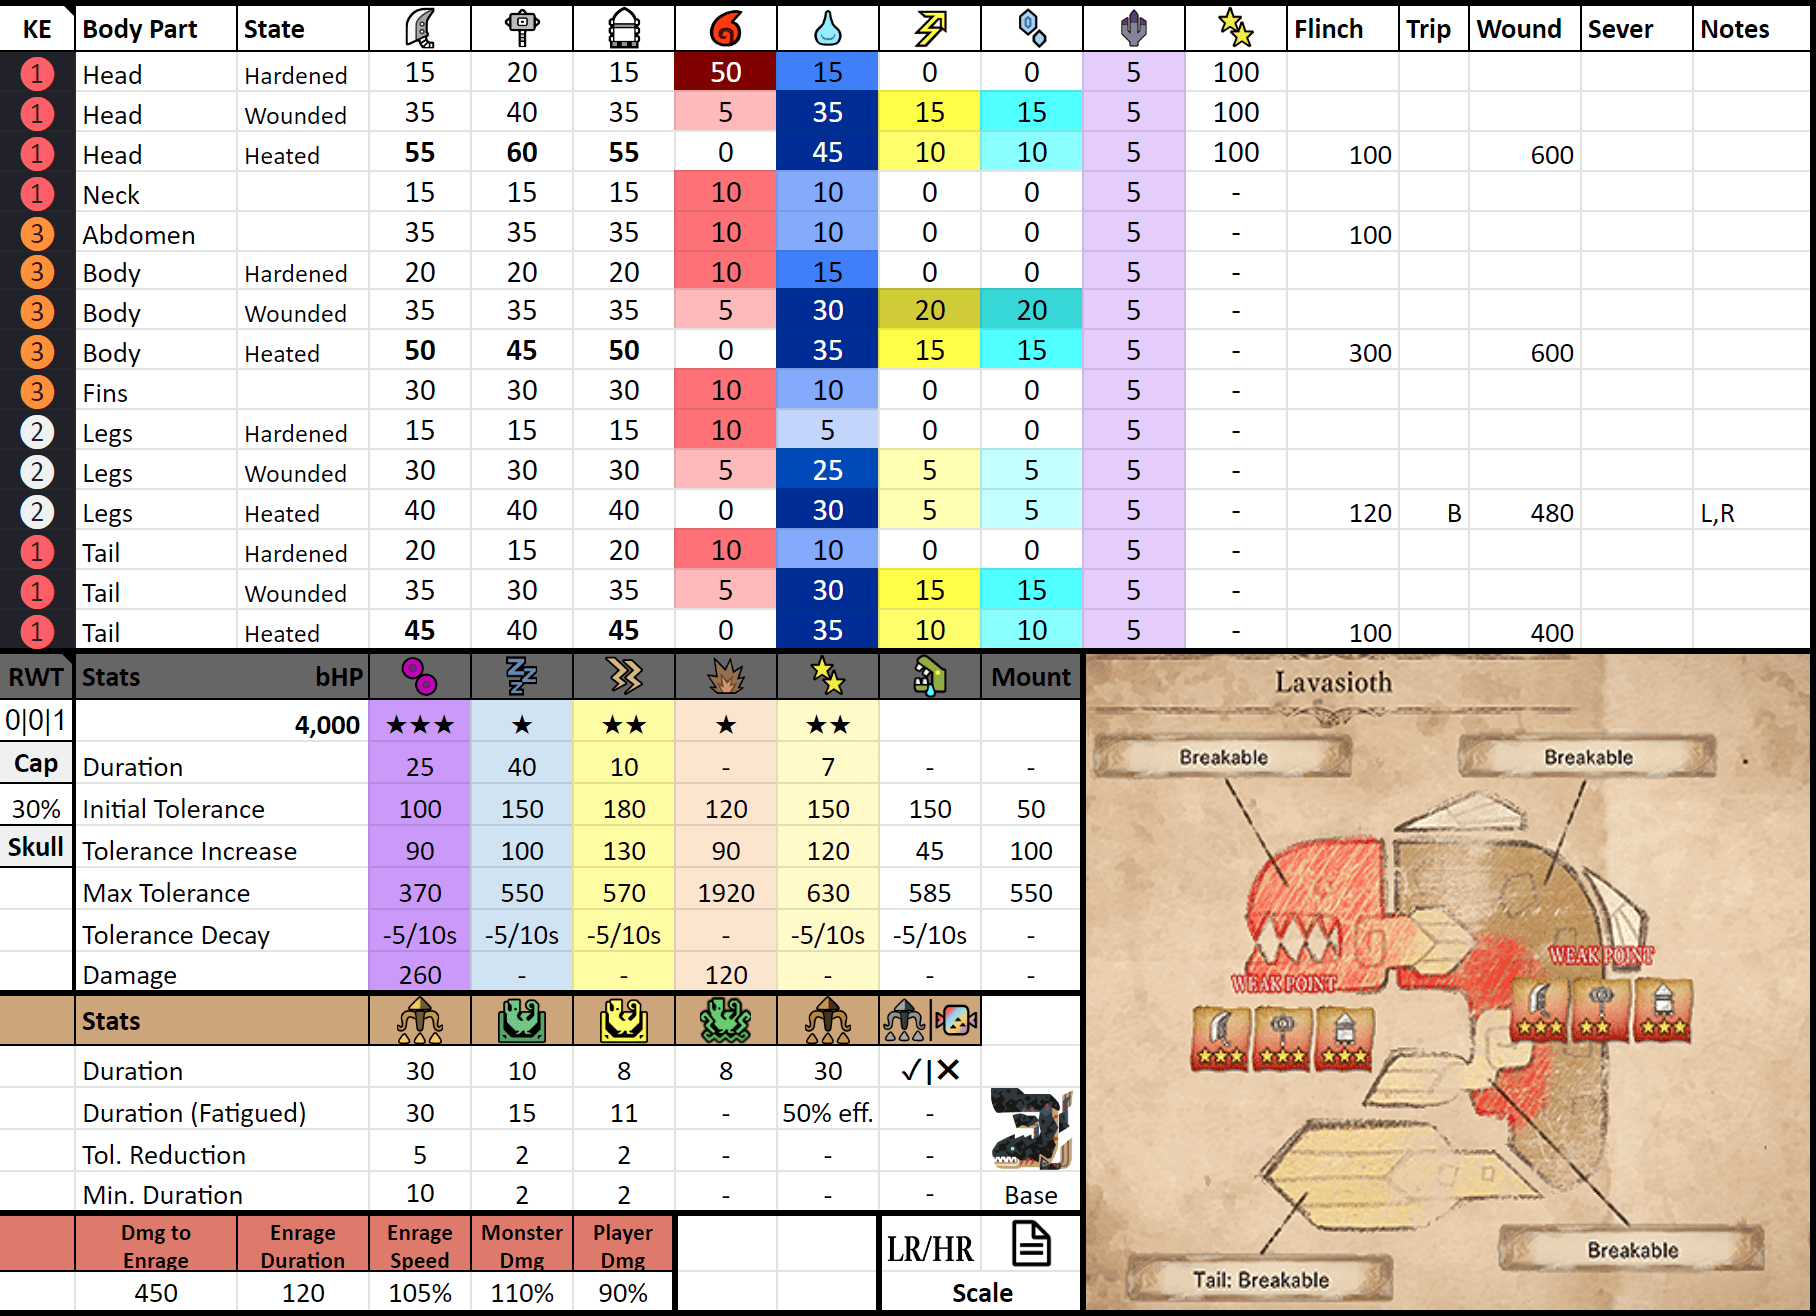 KE Body Part State Flinch Trip Wound Sever Notes
1 Head Hardened 15 20 15 50 15 0 0 5 100
1 Head Wounded 35 40 35 5 35 15 15 5 100
1 Head Heated 55 60 55 0 45 10 10 5 100 100 600
1 Neck 15 15 15 10 10 0 0 5 -
3 Abdomen 35 35 35 10 10 0 0 5 - 100
3 Body Hardened 20 20 20 10 15 0 0 5 -
3 Body Wounded 35 35 35 5 30 20 20 5 -
3 Body Heated 50 45 50 0 35 15 15 5 - 300 600
3 Fins 30 30 30 10 10 0 0 5 -
2 Legs Hardened 15 15 15 10 5 0 0 5 -
2 Legs Wounded 30 30 30 5 25 5 5 5 -
2 Legs Heated 40 40 40 0 30 5 5 5 - 120 B 480 L,R
1 Tail Hardened 20 15 20 10 10 0 0 5 -
1 Tail Wounded 35 30 35 5 30 15 15 5 -
1 Tail Heated 45 40 45 0 35 10 10 5 - 100 400
RWT Stats bHP Mount
0|0|1 4,000 ★★★ ★ ★★ ★ ★★
Cap Duration 25 40 10 - 7 - -
30% Initial Tolerance 100 150 180 120 150 150 50
Skull Tolerance Increase 90 100 130 90 120 45 100
Max Tolerance 370 550 570 1920 630 585 550
Tolerance Decay -5/10s -5/10s -5/10s - -5/10s -5/10s -
Damage 260 - - 120 - - -
Stats
Duration 30 10 8 8 30 ✓|✕
Duration (Fatigued) 30 15 11 - 50% eff. -
Tol. Reduction 5 2 2 - - -
Min. Duration 10 2 2 - - - Base
Dmg to Enrage Enrage Duration Enrage Speed Monster Dmg Player Dmg LR/HR
450 120 105% 110% 90% Scale
Lavasioth
Breakable Breakable
WEAK POINT
WEAK POINT
★★★ ★★ ★★★
★★★ ★★★ ★★★
Breakable
Tail: Breakable